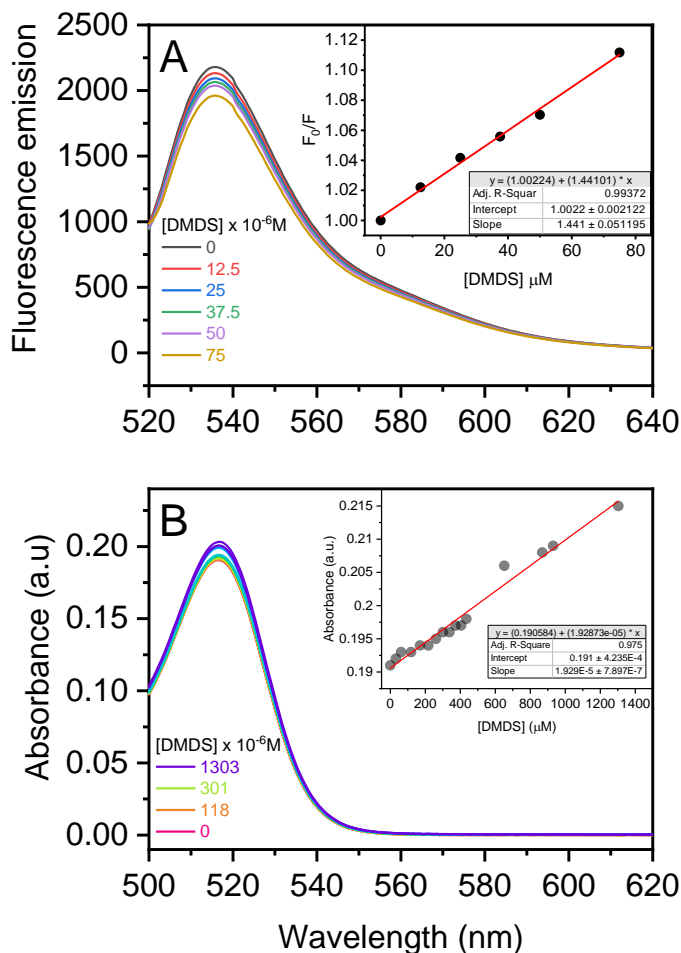 A
Fluorescence emission
2500
2000
1500
1000
500
0
520 540 560 580 600 620 640
[DMDS] x 10⁻⁶M
0
12.5
25
37.5
50
75
F₀/F
1.12
1.10
1.08
1.06
1.04
1.02
1.00
0 20 40 60 80
[DMDS] μM
y = (1.00224) + (1.44101) * x
Adj. R-Squar 0.99372
Intercept 1.0022 ± 0.002122
Slope 1.441 ± 0.051195
B
Absorbance (a.u)
0.20
0.15
0.10
0.05
0.00
500 520 540 560 580 600 620
Wavelength (nm)
[DMDS] x 10⁻⁶M
1303
301
118
0
Absorbance (a.u.)
0.215
0.21
0.205
0.2
0.195
0.19
0 200 400 600 800 1000 1200 1400
[DMDS] (μM)
y = (0.190584) + (1.92873e-05) * x
Adj. R-Square 0.975
Intercept 0.191 ± 4.235E-4
Slope 1.929E-5 ± 7.897E-7